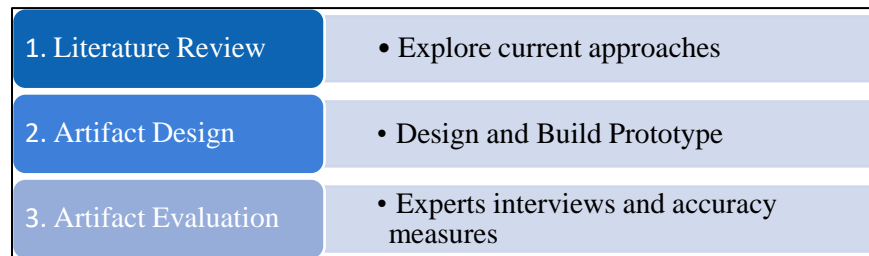 1. Literature Review
• Explore current approaches
2. Artifact Design
• Design and Build Prototype
3. Artifact Evaluation
• Experts interviews and accuracy
measures